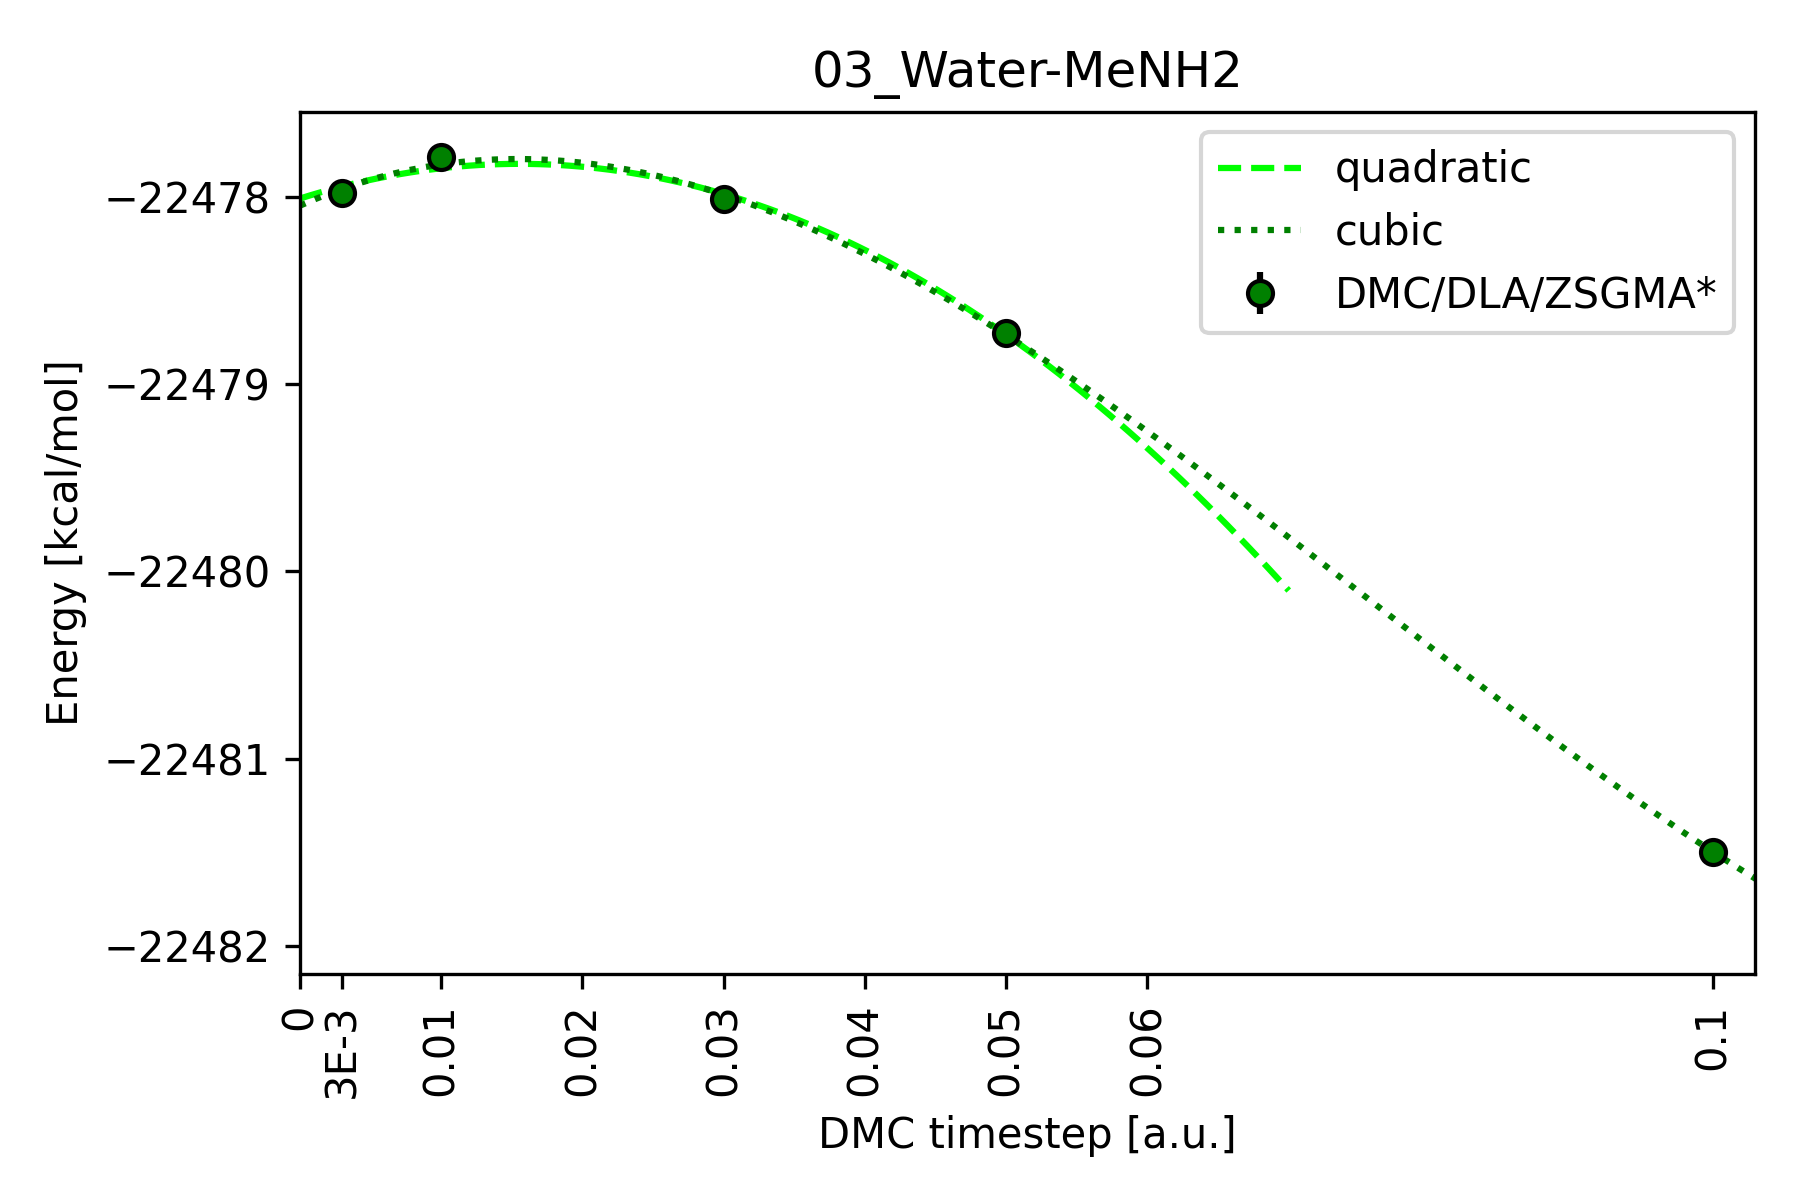 03_Water-MeNH2
quadratic
cubic
DMC/DLA/ZSGMA*
Energy [kcal/mol]
−22478
−22479
−22480
−22481
−22482
0
3E-3
0.01
0.02
0.03
0.04
0.05
0.06
0.1
DMC timestep [a.u.]